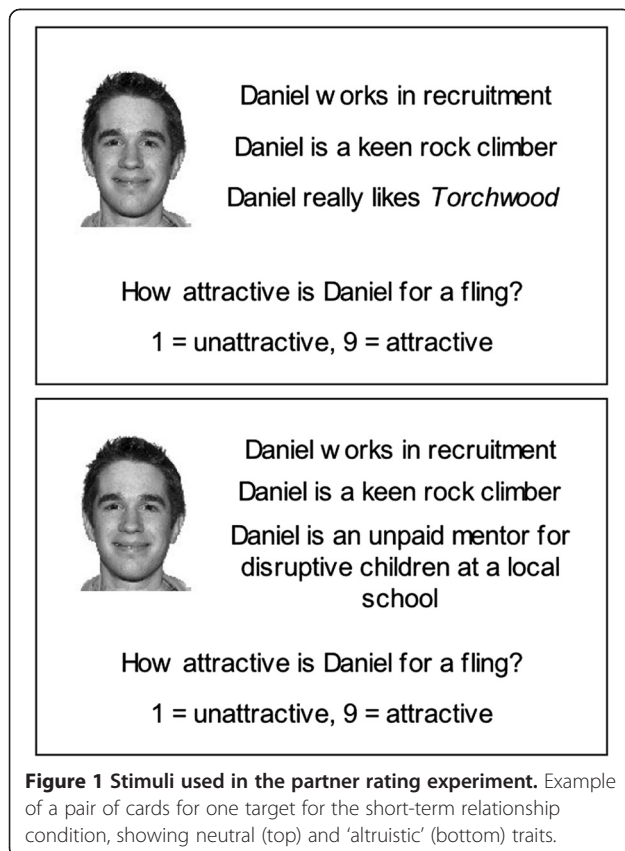 Daniel works in recruitment
Daniel is a keen rock climber
Daniel really likes Torchwood
How attractive is Daniel for a fling?
1 = unattractive, 9 = attractive
Daniel works in recruitment
Daniel is a keen rock climber
Daniel is an unpaid mentor for
disruptive children at a local
school
How attractive is Daniel for a fling?
1 = unattractive, 9 = attractive
Figure 1 Stimuli used in the partner rating experiment. Example
of a pair of cards for one target for the short-term relationship
condition, showing neutral (top) and ‘altruistic’ (bottom) traits.